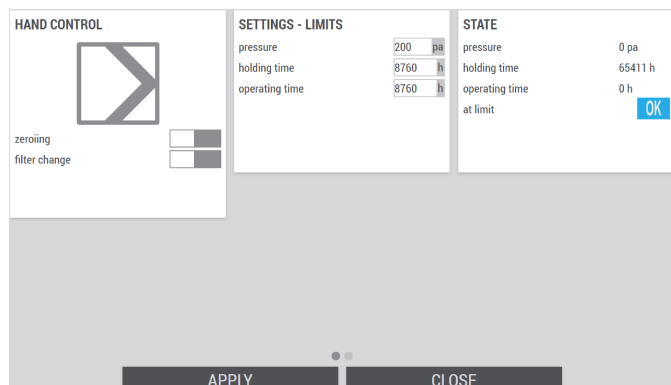 HAND CONTROL
zeroiing
filter change
SETTINGS - LIMITS
pressure 200 pa
holding time 8760 h
operating time 8760 h
STATE
pressure 0 pa
holding time 65411 h
operating time 0 h
at limit OK
APPLY CLOSE